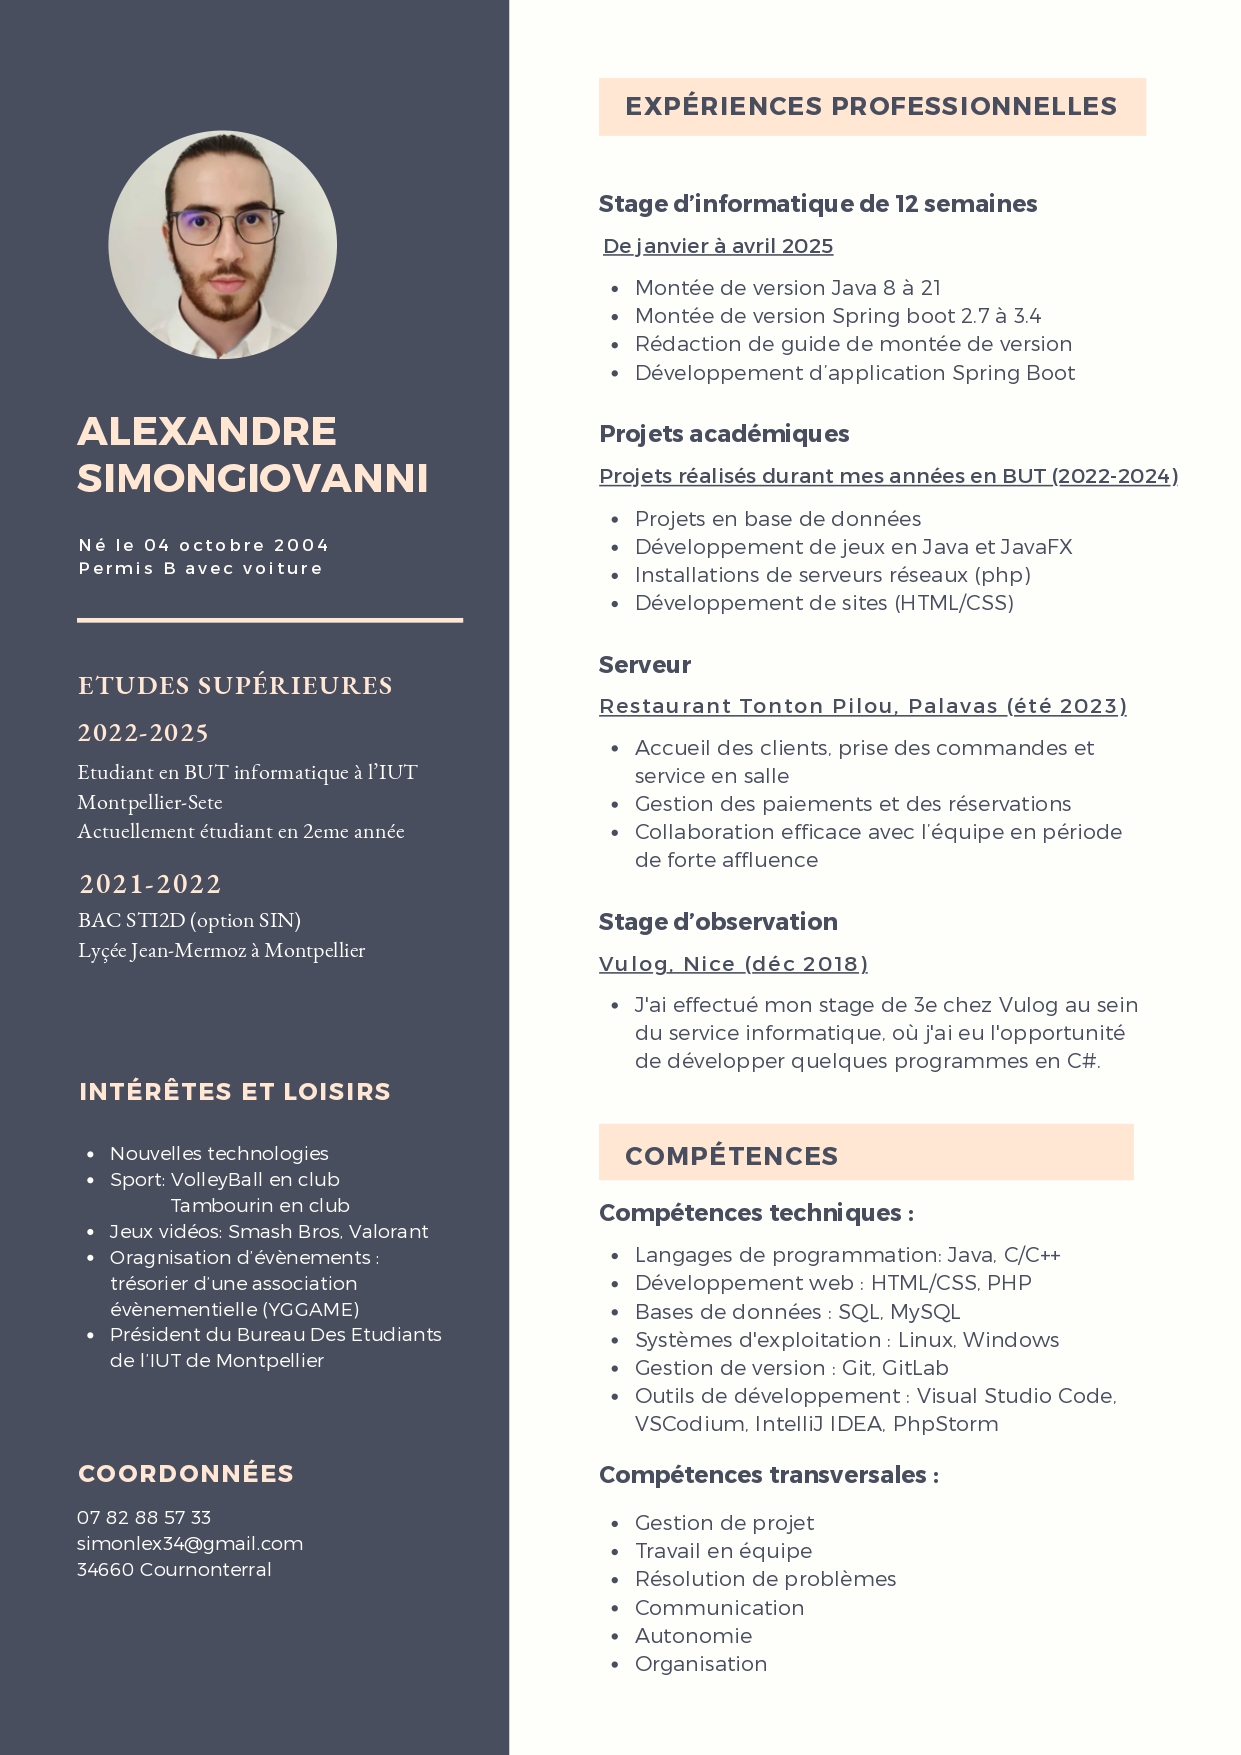 ALEXANDRE
SIMONGIOVANNI
Né le 04 octobre 2004
Permis B avec voiture
ETUDES SUPÉRIEURES
2022-2025
Etudiant en BUT informatique à l’IUT
Montpellier-Sete
Actuellement étudiant en 2eme année
2021-2022
BAC STI2D (option SIN)
Lyçée Jean-Mermoz à Montpellier
INTÉRÊTES ET LOISIRS
• Nouvelles technologies
• Sport: VolleyBall en club
Tambourin en club
• Jeux vidéos: Smash Bros, Valorant
• Oragnisation d’évènements :
trésorier d’une association
évènementielle (YGGAME)
• Président du Bureau Des Etudiants
de l’IUT de Montpellier
COORDONNÉES
07 82 88 57 33
simonlex34@gmail.com
34660 Cournonterral
EXPÉRIENCES PROFESSIONNELLES
Stage d’informatique de 12 semaines
De janvier à avril 2025
• Montée de version Java 8 à 21
• Montée de version Spring boot 2.7 à 3.4
• Rédaction de guide de montée de version
• Développement d’application Spring Boot
Projets académiques
Projets réalisés durant mes années en BUT (2022-2024)
• Projets en base de données
• Développement de jeux en Java et JavaFX
• Installations de serveurs réseaux (php)
• Développement de sites (HTML/CSS)
Serveur
Restaurant Tonton Pilou, Palavas (été 2023)
• Accueil des clients, prise des commandes et
service en salle
• Gestion des paiements et des réservations
• Collaboration efficace avec l’équipe en période
de forte affluence
Stage d’observation
Vulog, Nice (déc 2018)
• J'ai effectué mon stage de 3e chez Vulog au sein
du service informatique, où j'ai eu l'opportunité
de développer quelques programmes en C#.
COMPÉTENCES
Compétences techniques :
• Langages de programmation: Java, C/C++
• Développement web : HTML/CSS, PHP
• Bases de données : SQL, MySQL
• Systèmes d'exploitation : Linux, Windows
• Gestion de version : Git, GitLab
• Outils de développement : Visual Studio Code,
VSCodium, IntelliJ IDEA, PhpStorm
Compétences transversales :
• Gestion de projet
• Travail en équipe
• Résolution de problèmes
• Communication
• Autonomie
• Organisation